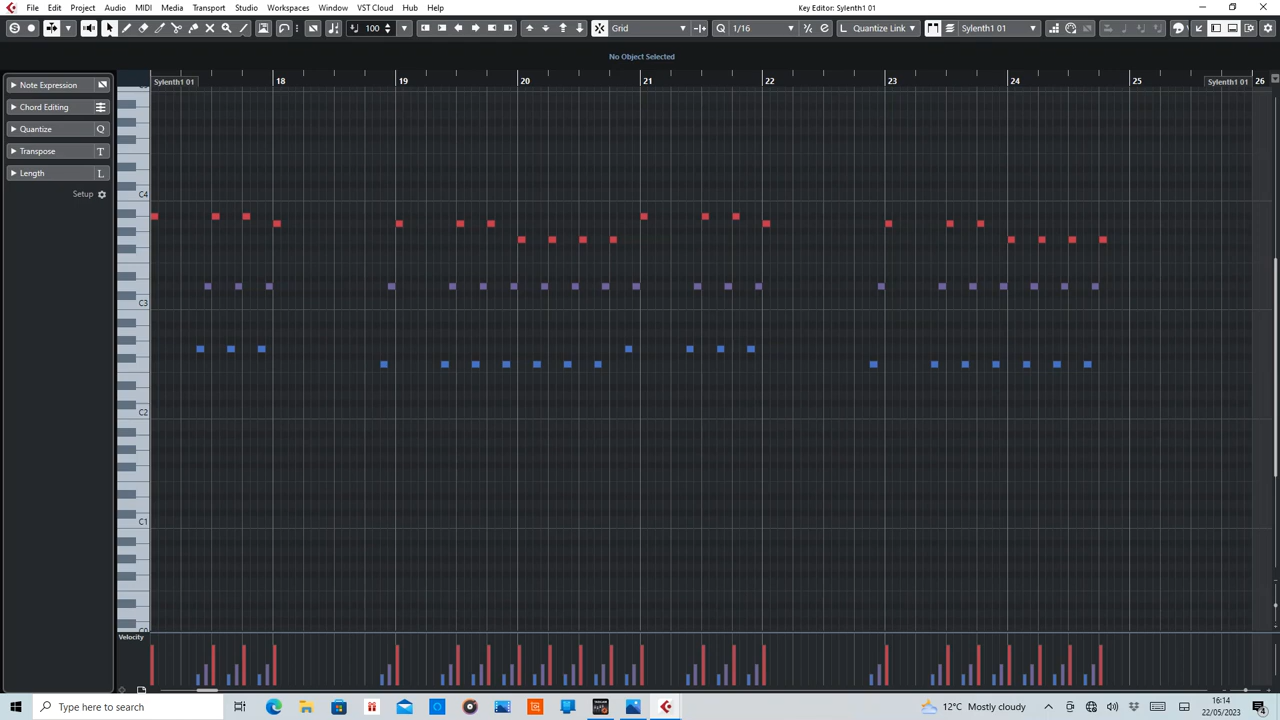 File Edit Project Audio MIDI Media Transport Studio Workspaces Window VST Cloud Hub Help
Key Editor: Sylenth1 01
S 100 Grid Q 1/16 Quantize Link Sylenth1 01
No Object Selected
Sylenth1 01 18 19 20 21 22 23 24 25 Sylenth1 01 26
Note Expression
Chord Editing
Quantize Q
Transpose T
Length L
Setup
C4
C3
C2
C1
Velocity
Type here to search
12°C Mostly cloudy
16:14
22/05/2023
4